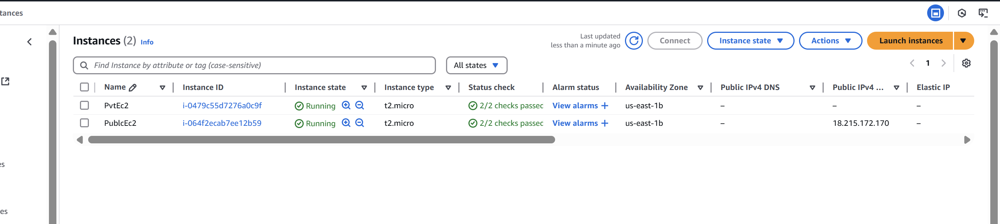 tances
Instances (2) Info
Last updated
less than a minute ago
Connect
Instance state
Actions
Launch instances
Find Instance by attribute or tag (case-sensitive)
All states
1
Name Instance ID Instance state Instance type Status check Alarm status Availability Zone Public IPv4 DNS Public IPv4 ... Elastic IP
PvtEc2 i-0479c55d7276a0c9f Running t2.micro 2/2 checks passed View alarms + us-east-1b – – –
PublcEc2 i-064f2ecab7ee12b59 Running t2.micro 2/2 checks passed View alarms + us-east-1b – 18.215.172.170 –
es
es